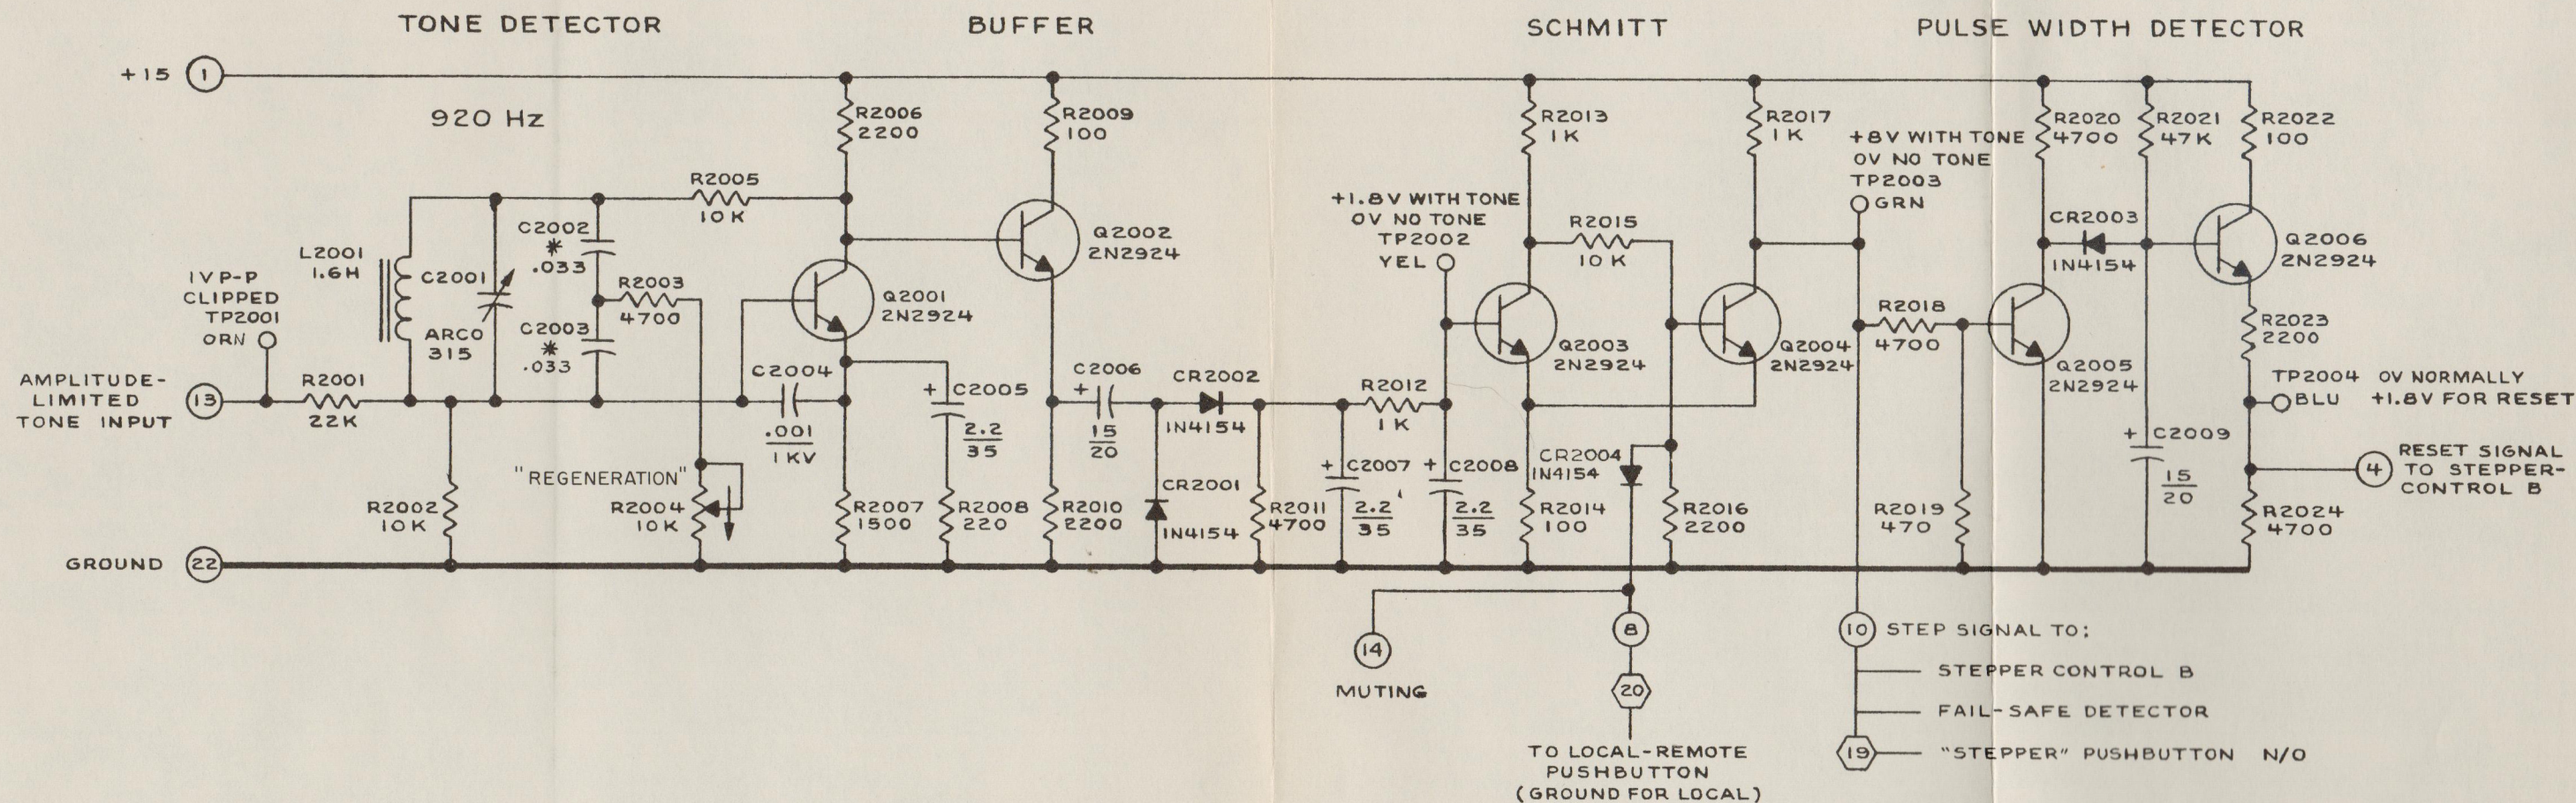 TONE DETECTOR
BUFFER
SCHMITT
PULSE WIDTH DETECTOR
+15
1
920 Hz
R2006
2200
R2009
100
R2013
1K
R2017
1K
+8V WITH TONE
0V NO TONE
TP2003
GRN
R2020
4700
R2021
47K
R2022
100
R2005
10K
L2001
1.6H
C2001
ARCO
315
C2002
*
.033
C2003
*
.033
R2003
4700
Q2001
2N2924
Q2002
2N2924
+1.8V WITH TONE
0V NO TONE
TP2002
YEL
R2015
10K
Q2003
2N2924
Q2004
2N2924
CR2003
1N4154
Q2006
2N2924
R2018
4700
Q2005
2N2924
R2023
2200
1V P-P
CLIPPED
TP2001
ORN
AMPLITUDE-
LIMITED
TONE INPUT
13
R2001
22K
C2004
.001
1KV
+ C2005
2.2
35
C2006
+
15
20
CR2002
1N4154
R2012
1K
TP2004 0V NORMALLY
BLU +1.8V FOR RESET
"REGENERATION"
R2002
10K
R2004
10K
R2007
1500
R2008
220
R2010
2200
CR2001
1N4154
R2011
4700
+ C2007
2.2
35
+ C2008
2.2
35
CR2004
1N4154
R2014
100
R2016
2200
R2019
470
+ C2009
15
20
4
RESET SIGNAL
TO STEPPER-
CONTROL B
R2024
4700
GROUND
22
14
MUTING
8
20
TO LOCAL-REMOTE
PUSHBUTTON
(GROUND FOR LOCAL)
10 STEP SIGNAL TO:
STEPPER CONTROL B
FAIL-SAFE DETECTOR
19 "STEPPER" PUSHBUTTON N/O